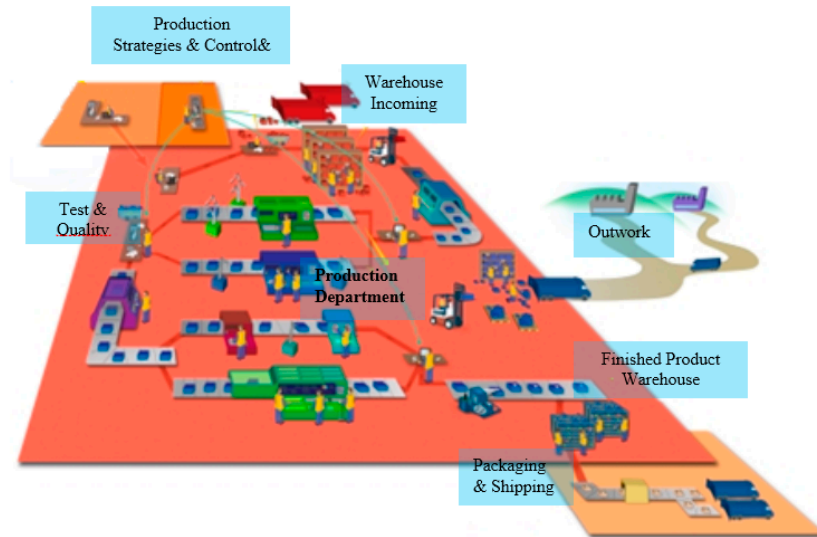 Production
Strategies & Control&
Warehouse
Incoming
Test &
Quality
Outwork
Production
Department
Finished Product
Warehouse
Packaging
& Shipping